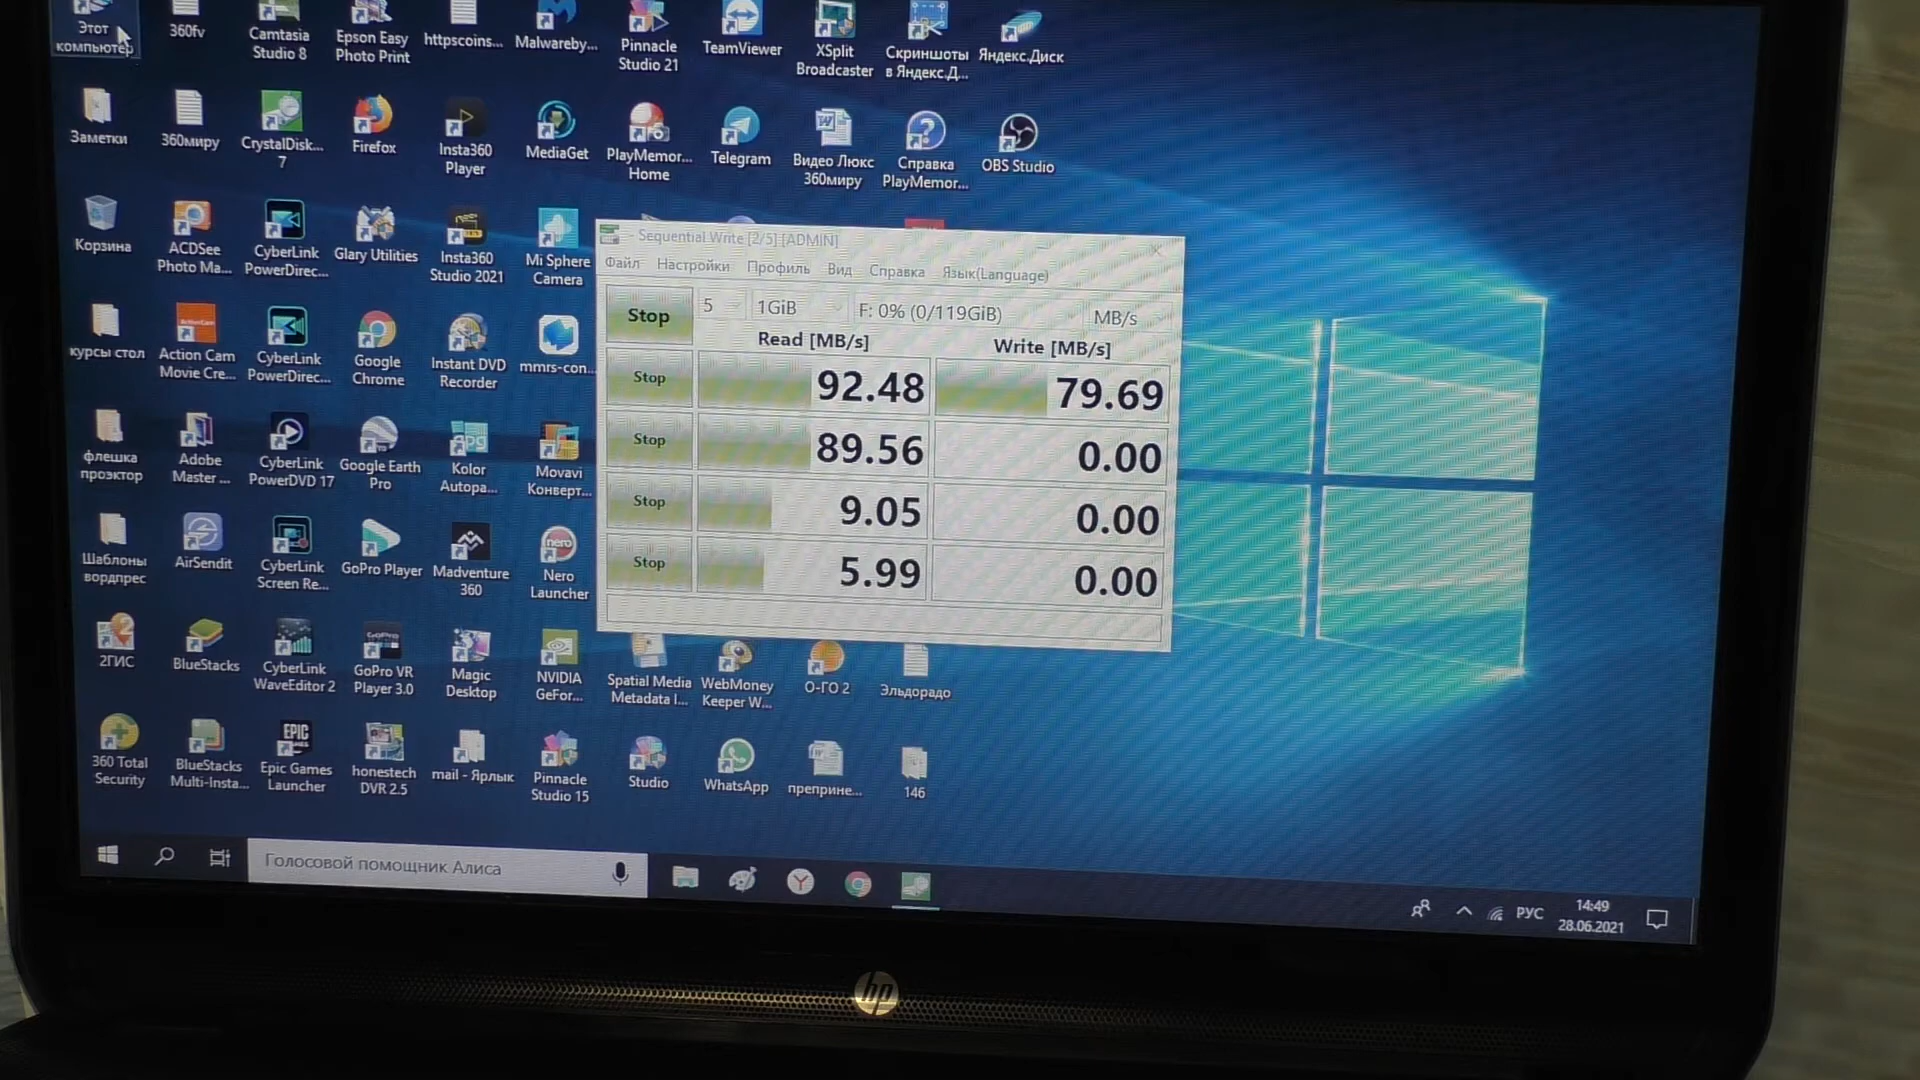 Этот
компьютер
360fv
Camtasia
Studio 8
Epson Easy
Photo Print
httpscoins...
Malwareby...
Pinnacle
Studio 21
TeamViewer
XSplit
Broadcaster
Скриншоты
в Яндекс.Д...
Яндекс.Диск
Заметки
360миру
CrystalDisk...
7
Firefox
Insta360
Player
MediaGet
PlayMemor...
Home
Telegram
Видео Люкс
360миру
Справка
PlayMemor...
OBS Studio
Корзина
ACDSee
Photo Ma...
CyberLink
PowerDirec...
Glary Utilities
Insta360
Studio 2021
Mi Sphere
Camera
курсы стол
Action Cam
Movie Cre...
CyberLink
PowerDirec...
Google
Chrome
Instant DVD
Recorder
mmrs-con...
флешка
проэктор
Adobe
Master ...
CyberLink
PowerDVD 17
Google Earth
Pro
Kolor
Autopa...
Movavi
Конверт...
Шаблоны
вордпрес
AirSendit
CyberLink
Screen Re...
GoPro Player
Madventure
360
nero
Nero
Launcher
2ГИС
BlueStacks
CyberLink
WaveEditor 2
GoPro VR
Player 3.0
Magic
Desktop
NVIDIA
GeFor...
Spatial Media
Metadata I...
WebMoney
Keeper W...
О-ГО 2
Эльдорадо
360 Total
Security
BlueStacks
Multi-Insta...
EPIC
Epic Games
Launcher
honestech
DVR 2.5
mail - Ярлык
Pinnacle
Studio 15
Studio
WhatsApp
преприне...
146
- Sequential Write [2/5] [ADMIN]
Файл Настройки Профиль Вид Справка Язык(Language)
Stop 5 1GiB F: 0% (0/119GiB) MB/s
Read [MB/s] Write [MB/s]
Stop 92.48 79.69
Stop 89.56 0.00
Stop 9.05 0.00
Stop 5.99 0.00
Голосовой помощник Алиса
РУС
14:49
28.06.2021
hp